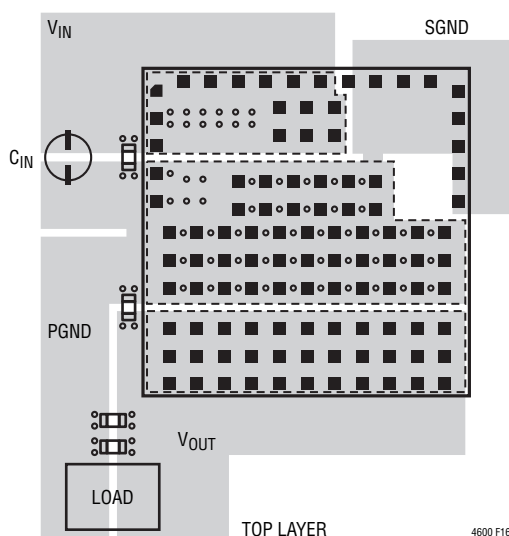 VIN
SGND
CIN
PGND
VOUT
LOAD
TOP LAYER
4600 F16